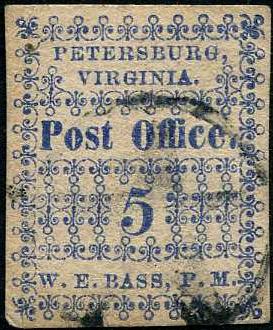 PETERSBURG,
VIRGINIA.
Post Office.
5
W. E. BASS, P. M.